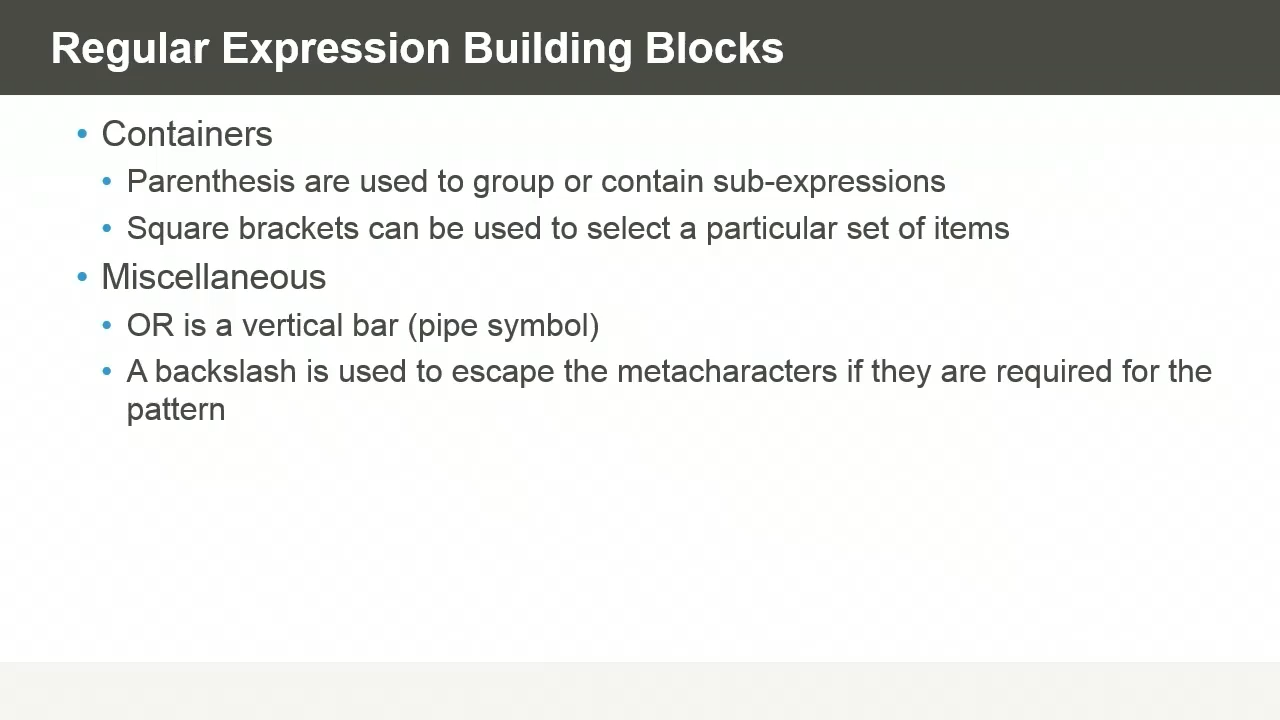 Regular Expression Building Blocks
• Containers
• Parenthesis are used to group or contain sub-expressions
• Square brackets can be used to select a particular set of items
• Miscellaneous
• OR is a vertical bar (pipe symbol)
• A backslash is used to escape the metacharacters if they are required for the
pattern